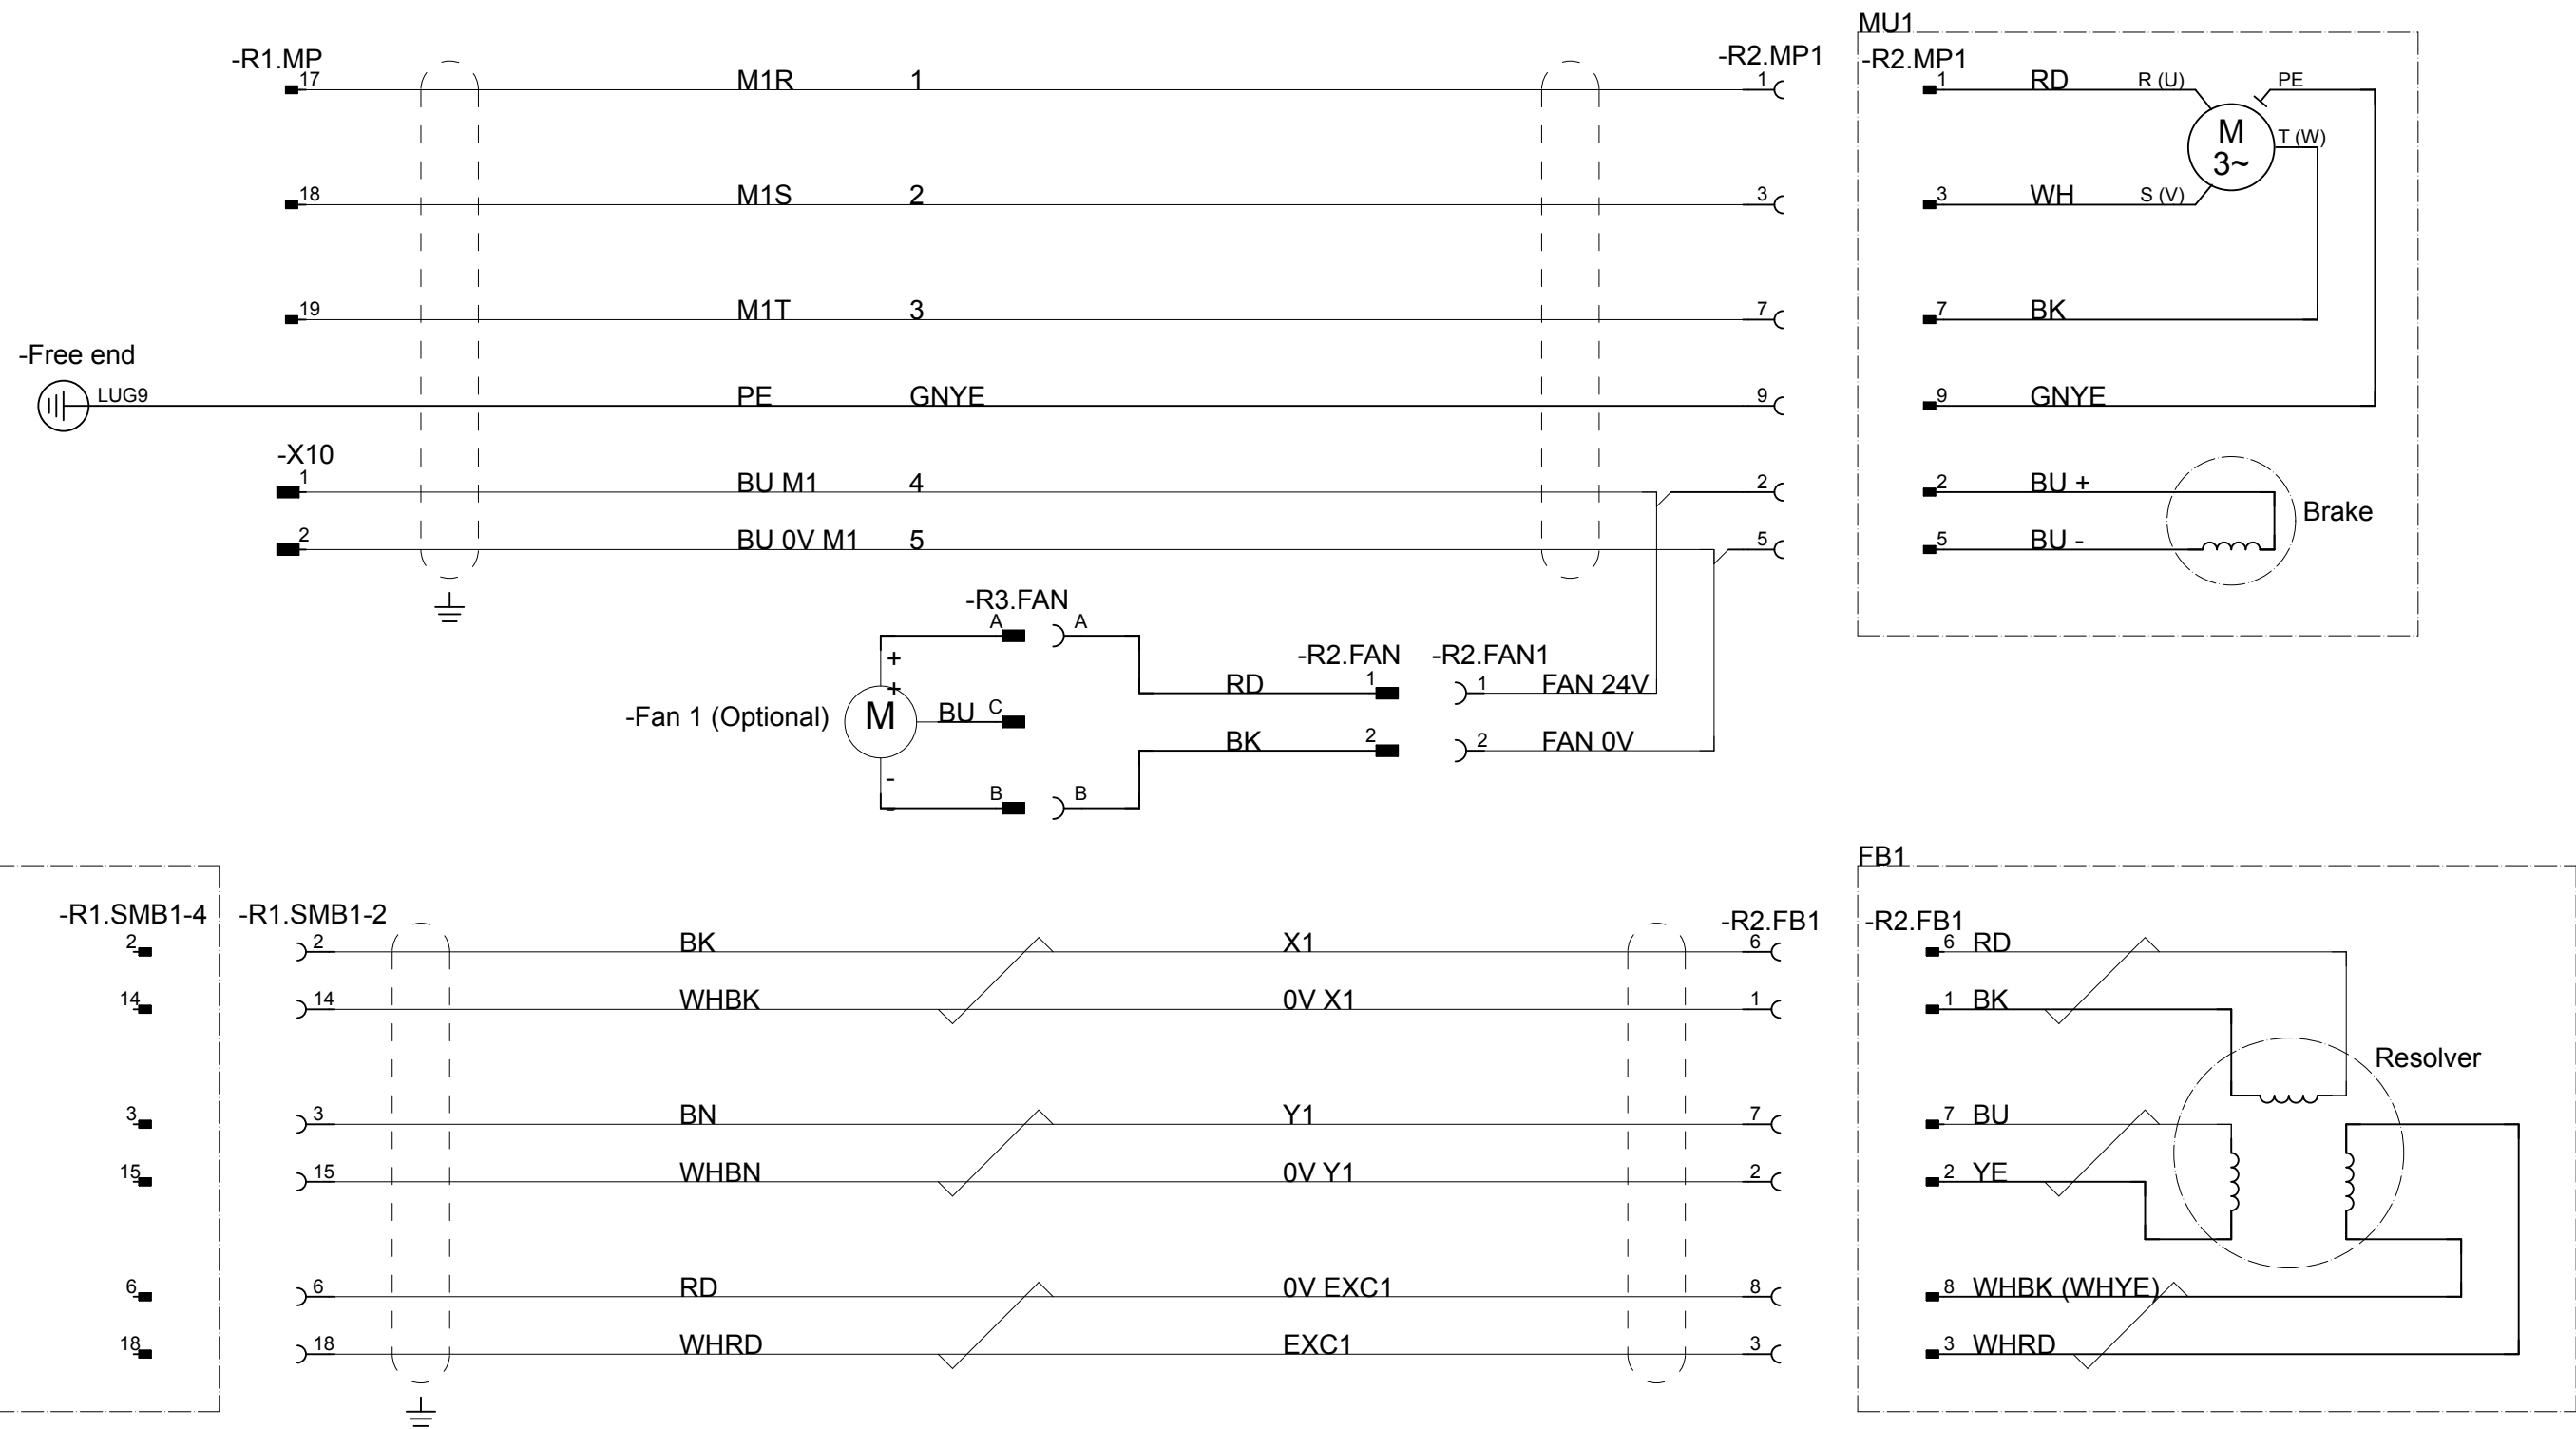 MU1
-R1.MP -R2.MP1 -R2.MP1
17 M1R 1 1 1 RD R (U) PE
M
3~
T (W)
18 M1S 2 3 3 WH S (V)
19 M1T 3 7 7 BK
-Free end
LUG9 PE GNYE 9 9 GNYE
-X10
1 BU M1 4 2 2 BU +
Brake
2 BU 0V M1 5 5 5 BU -
-R3.FAN
A A
+
+
-R2.FAN -R2.FAN1
RD 1 1 FAN 24V
-Fan 1 (Optional) M BU C
BK 2 2 FAN 0V
-
-
B B
FB1
-R1.SMB1-4 -R1.SMB1-2 -R2.FB1 -R2.FB1
2 2 BK X1 6 6 RD
14 14 WHBK 0V X1 1 1 BK
Resolver
3 3 BN Y1 7 7 BU
15 15 WHBN 0V Y1 2 2 YE
6 6 RD 0V EXC1 8 8 WHBK (WHYE)
18 18 WHRD EXC1 3 3 WHRD